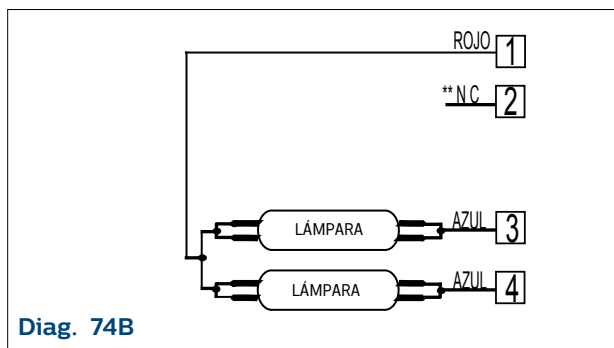 ROJO 1
** N C 2
LÁMPARA AZUL 3
LÁMPARA AZUL 4
Diag. 74B